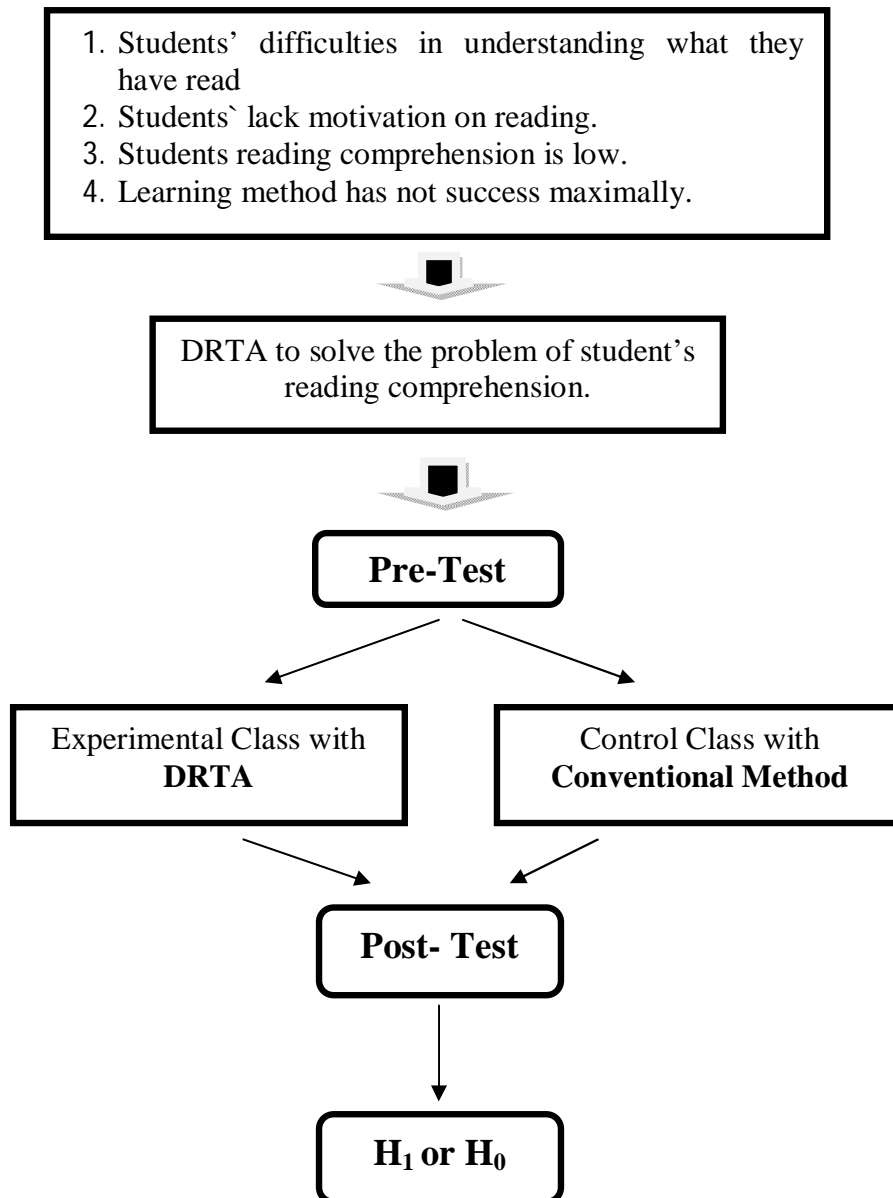 1. Students’ difficulties in understanding what they
have read
2. Students` lack motivation on reading.
3. Students reading comprehension is low.
4. Learning method has not success maximally.
DRTA to solve the problem of student’s
reading comprehension.
Pre-Test
Experimental Class with
DRTA
Control Class with
Conventional Method
Post- Test
H₁ or H₀